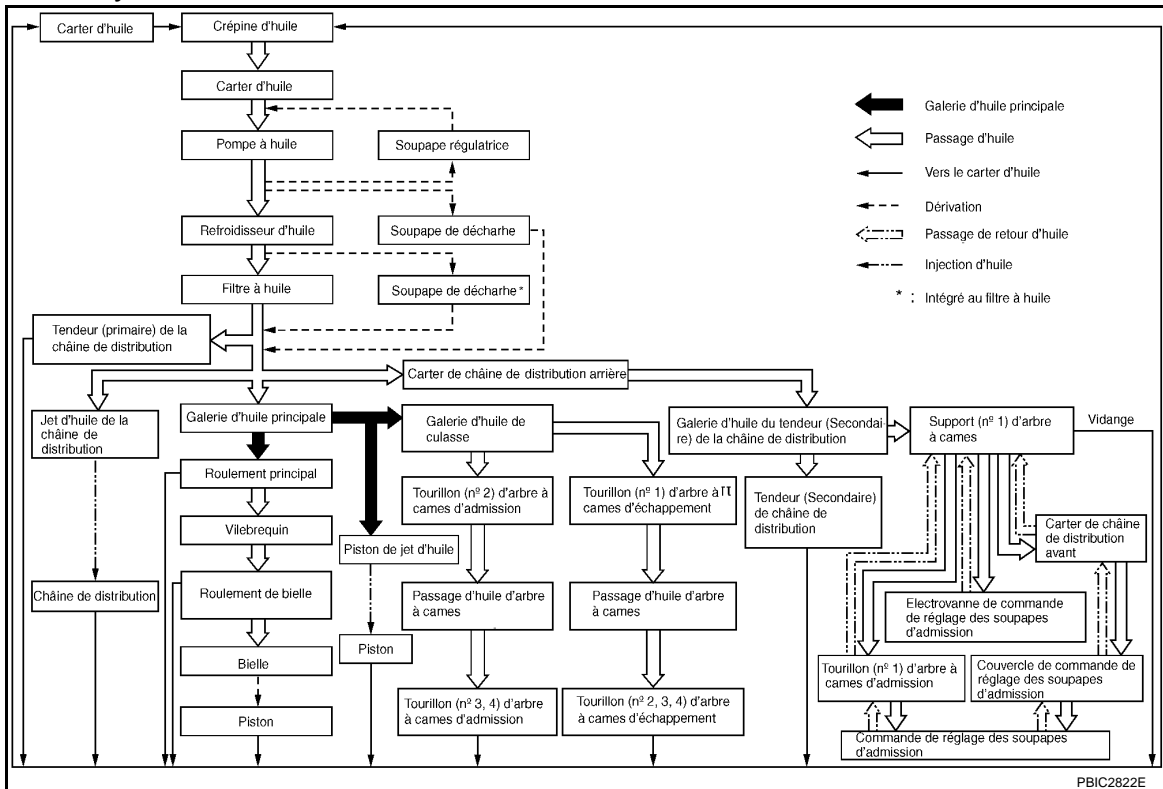 Carter d'huile
Crépine d'huile
Carter d'huile
Pompe à huile
Soupape régulatrice
Refroidisseur d'huile
Soupape de décharhe
Filtre à huile
Soupape de décharhe*
Galerie d'huile principale
Passage d'huile
Vers le carter d'huile
Dérivation
Passage de retour d'huile
Injection d'huile
* : Intégré au filtre à huile
Tendeur (primaire) de la
chaîne de distribution
Carter de chaîne de distribution arrière
Jet d'huile de la
chaîne de
distribution
Galerie d'huile principale
Galerie d'huile de
culasse
Galerie d'huile du tendeur (Secondai
re) de la chaîne de distribution
Support (nº 1) d'arbre
à cames
Vidange
Roulement principal
Tourillon (nº 2) d'arbre à
cames d'admission
Tourillon (nº 1) d'arbre à
cames d'échappement
Tendeur (Secondaire)
de chaîne de
distribution
Carter de chaîne
de distribution
avant
Vilebrequin
Piston de jet d'huile
Chaîne de distribution
Roulement de bielle
Passage d'huile d'arbre
à cames
Passage d'huile d'arbre
à cames
Electrovanne de commande
de réglage des soupapes
d'admission
Bielle
Piston
Tourillon (nº 1) d'arbre à
cames d'admission
Couvercle de commande de
réglage des soupapes
d'admission
Piston
Tourillon (nº 3, 4) d'arbre
à cames d'admission
Tourillon (nº 2, 3, 4) d'arbre
à cames d'échappement
Commande de réglage des soupapes
d'admission
PBIC2822E